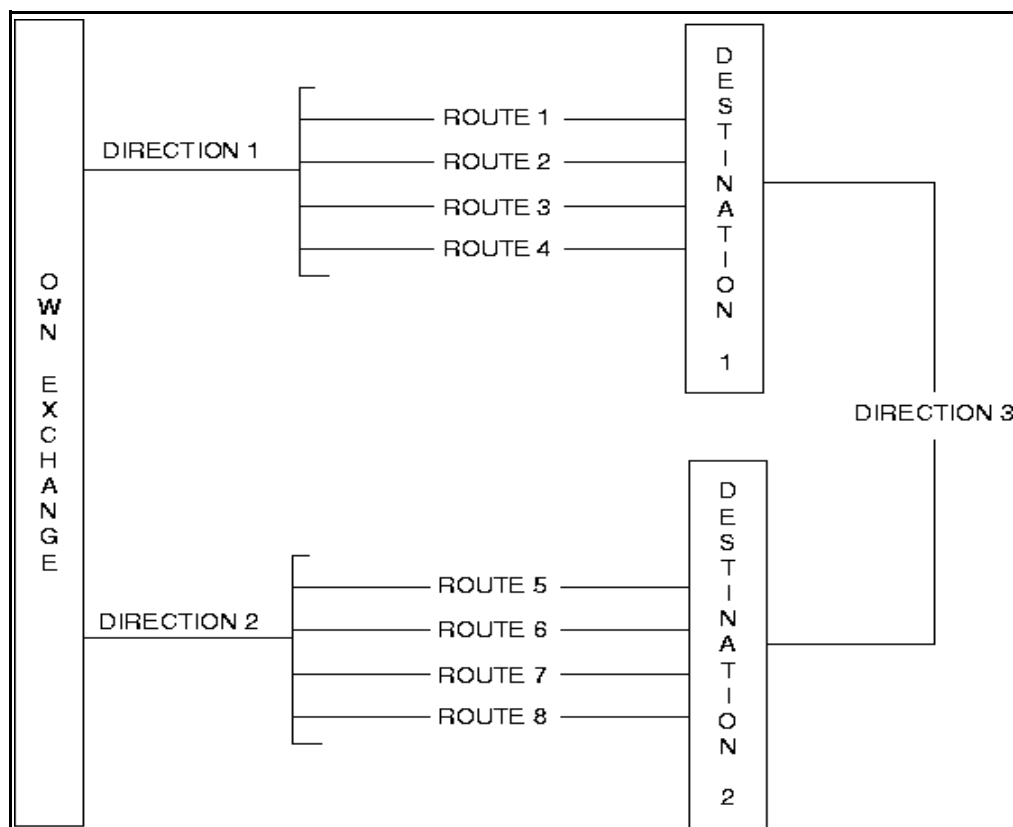 OWN EXCHANGE
DIRECTION 1
ROUTE 1
ROUTE 2
ROUTE 3
ROUTE 4
DESTINATION 1
DIRECTION 3
DIRECTION 2
ROUTE 5
ROUTE 6
ROUTE 7
ROUTE 8
DESTINATION 2